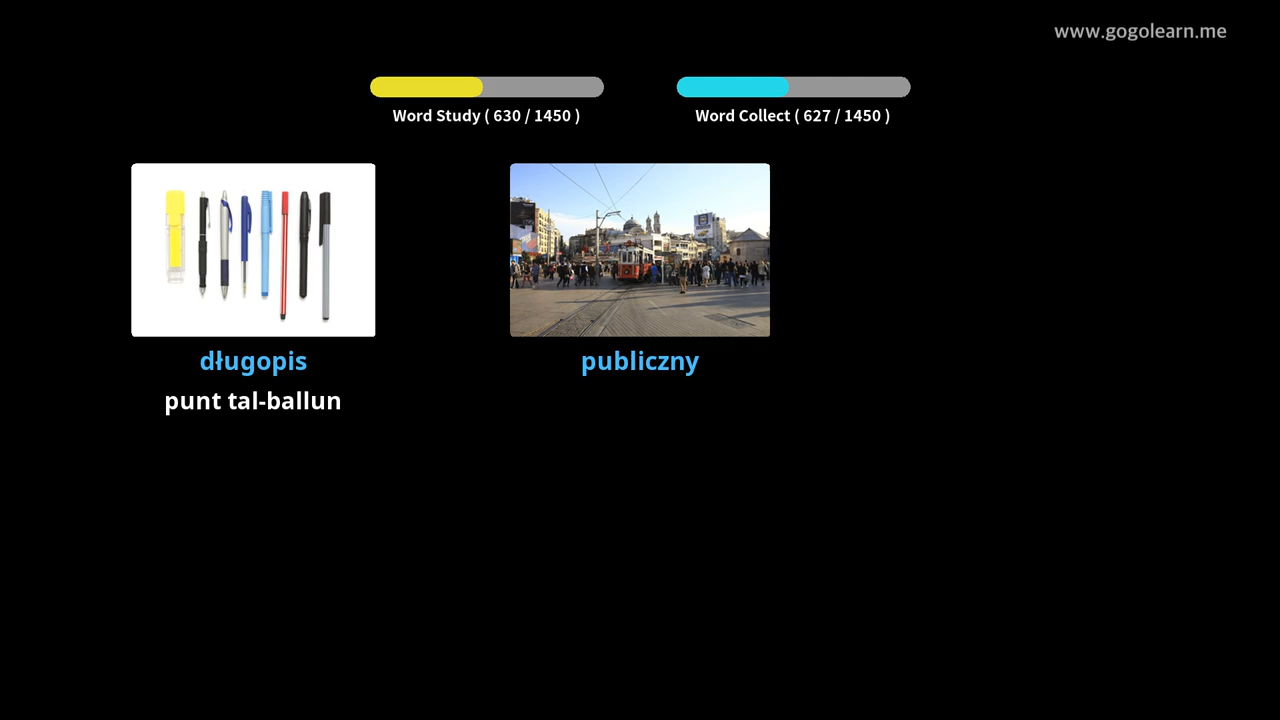 www.gogolearn.me
Word Study ( 630 / 1450 )
Word Collect ( 627 / 1450 )
długopis
publiczny
punt tal-ballun